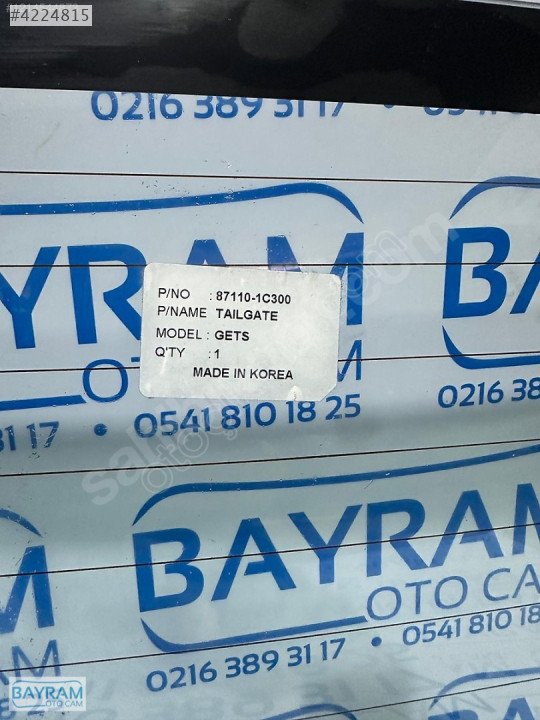 #4224815
0216 389 31 17 •
BAYRAM
P/NO : 87110-1C300
P/NAME TAILGATE
MODEL : GETS
Q'TY : 1
MADE IN KOREA
OTO CAM
31 17 • 0541 810 18 25
0216 38
BAYRAM
OTO CAM
0216 389 31 17 • 0541 810 18
BAYRAM
OTO CAM